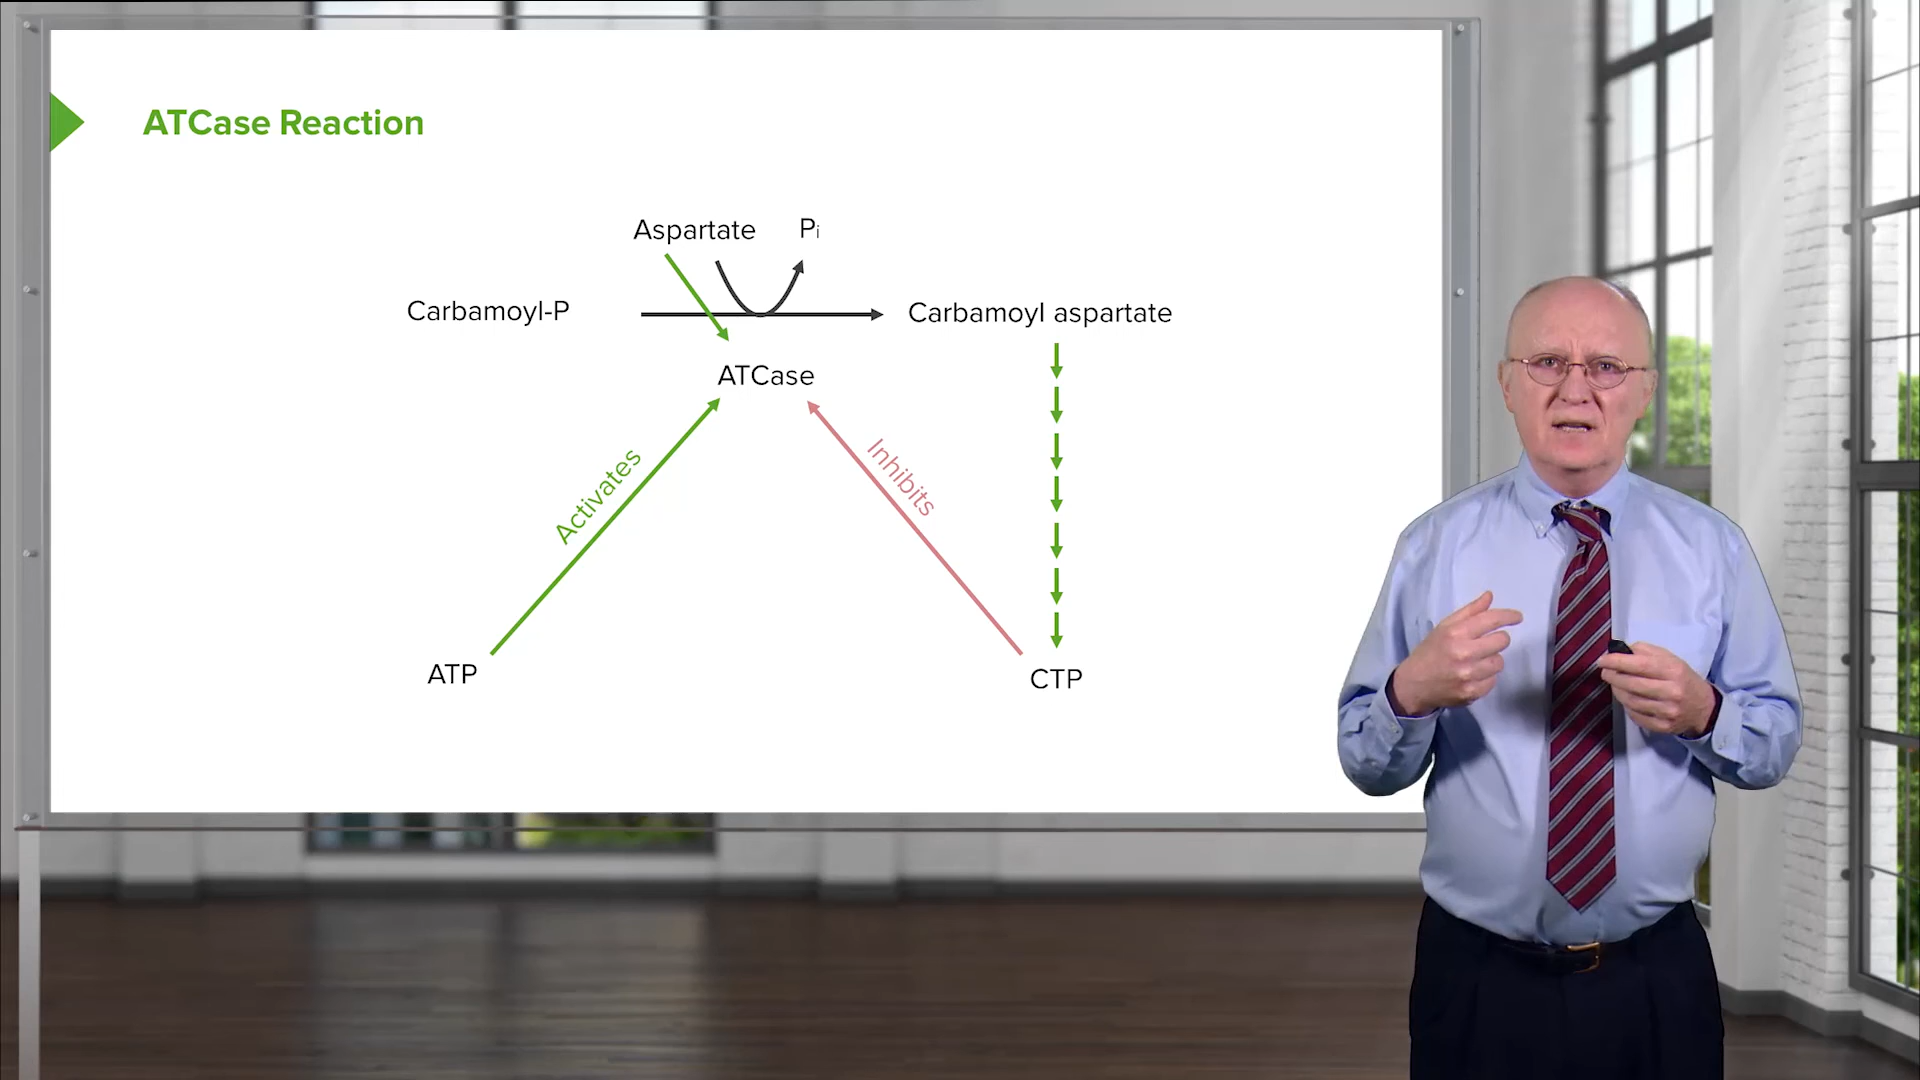 ATCase Reaction
Aspartate Pi
Carbamoyl-P Carbamoyl aspartate
ATCase
Activates
Inhibits
ATP
CTP